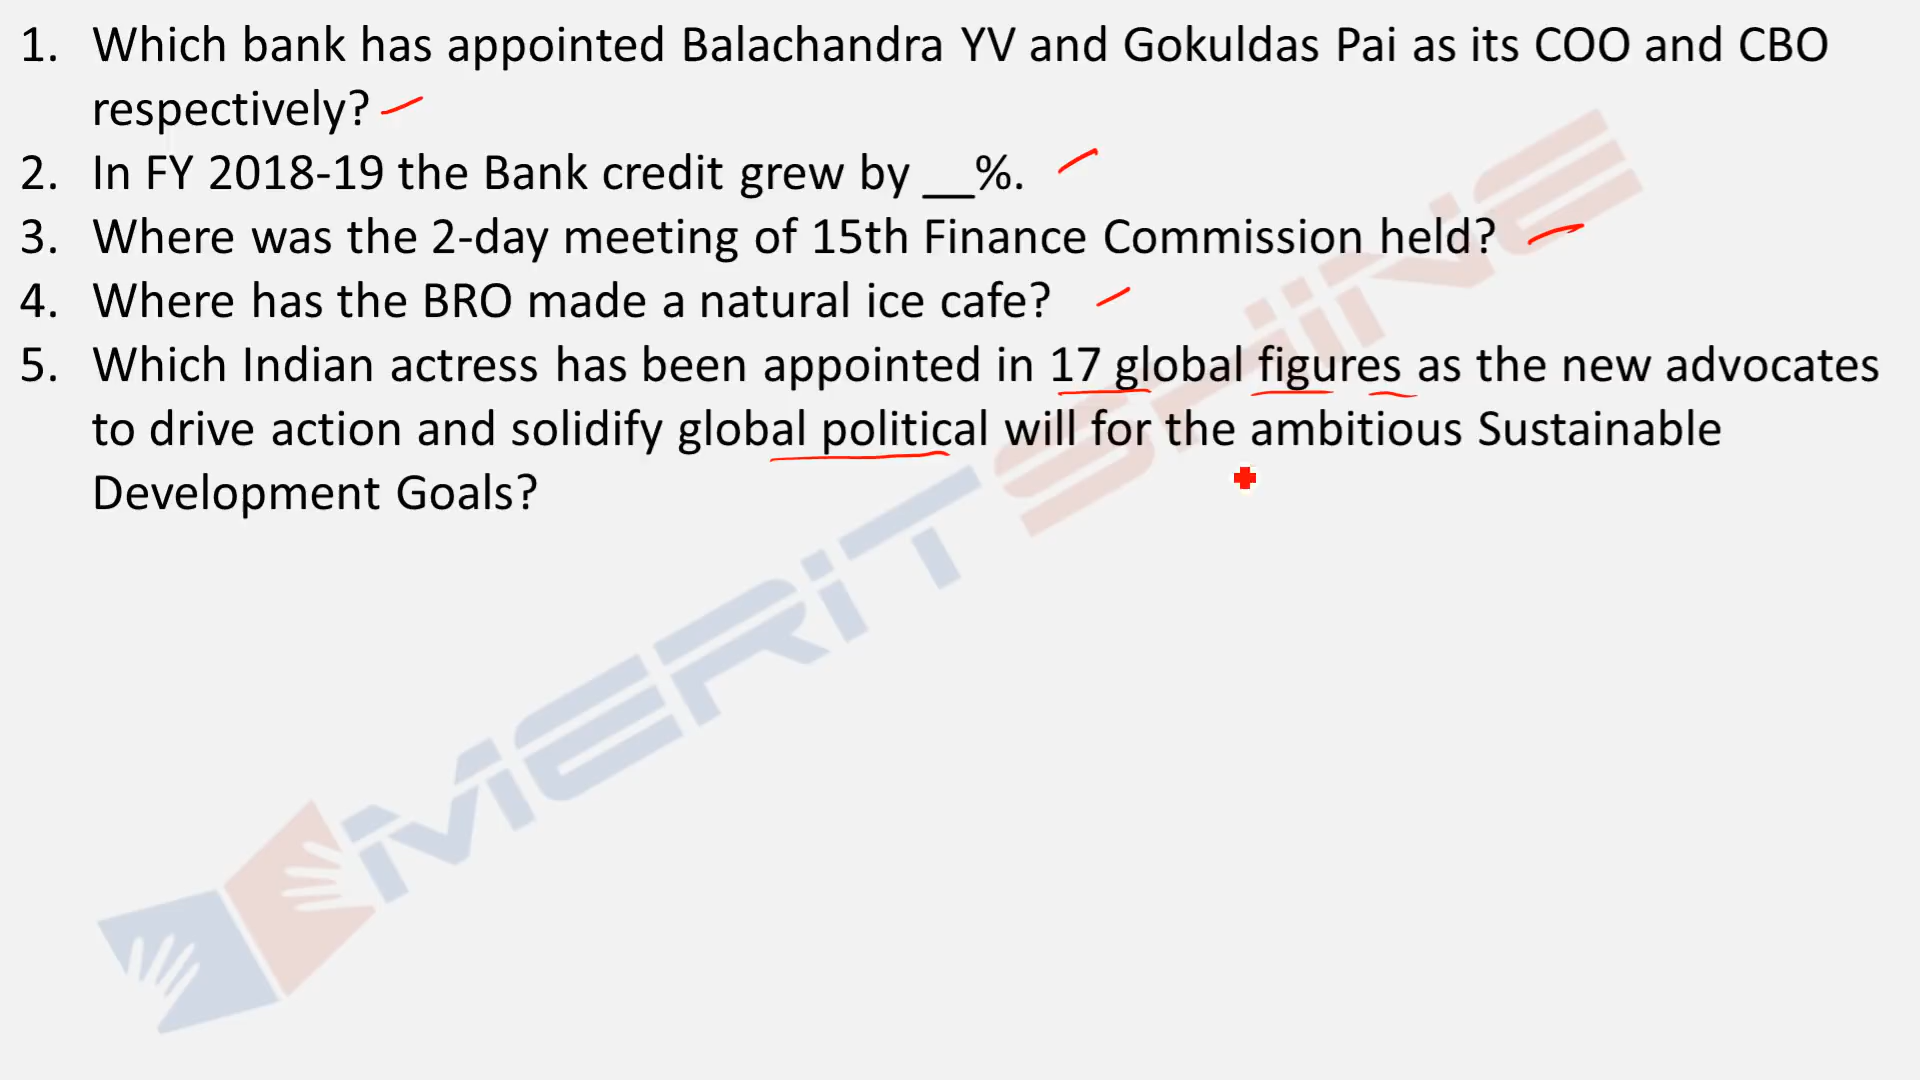 1. Which bank has appointed Balachandra YV and Gokuldas Pai as its COO and CBO
respectively?
2. In FY 2018-19 the Bank credit grew by __%.
3. Where was the 2-day meeting of 15th Finance Commission held?
4. Where has the BRO made a natural ice cafe?
5. Which Indian actress has been appointed in 17 global figures as the new advocates
to drive action and solidify global political will for the ambitious Sustainable
Development Goals?
MERiTSHiNE